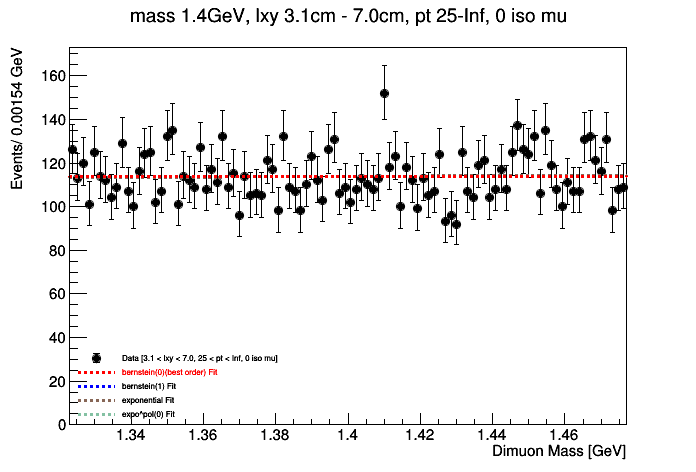 mass 1.4GeV, lxy 3.1cm - 7.0cm, pt 25-Inf, 0 iso mu
Events/ 0.00154 GeV
160
140
120
100
80
60
40
20
0
Data [3.1 < lxy < 7.0, 25 < pt < Inf, 0 iso mu]
bernstein(0)(best order) Fit
bernstein(1) Fit
exponential Fit
expo*pol(0) Fit
1.34 1.36 1.38 1.4 1.42 1.44 1.46
Dimuon Mass [GeV]